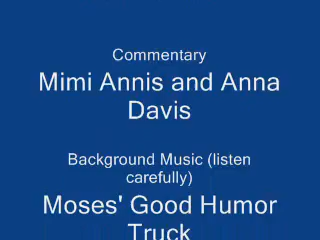 Commentary
Mimi Annis and Anna
Davis
Background Music (listen
carefully)
Moses' Good Humor
Truck